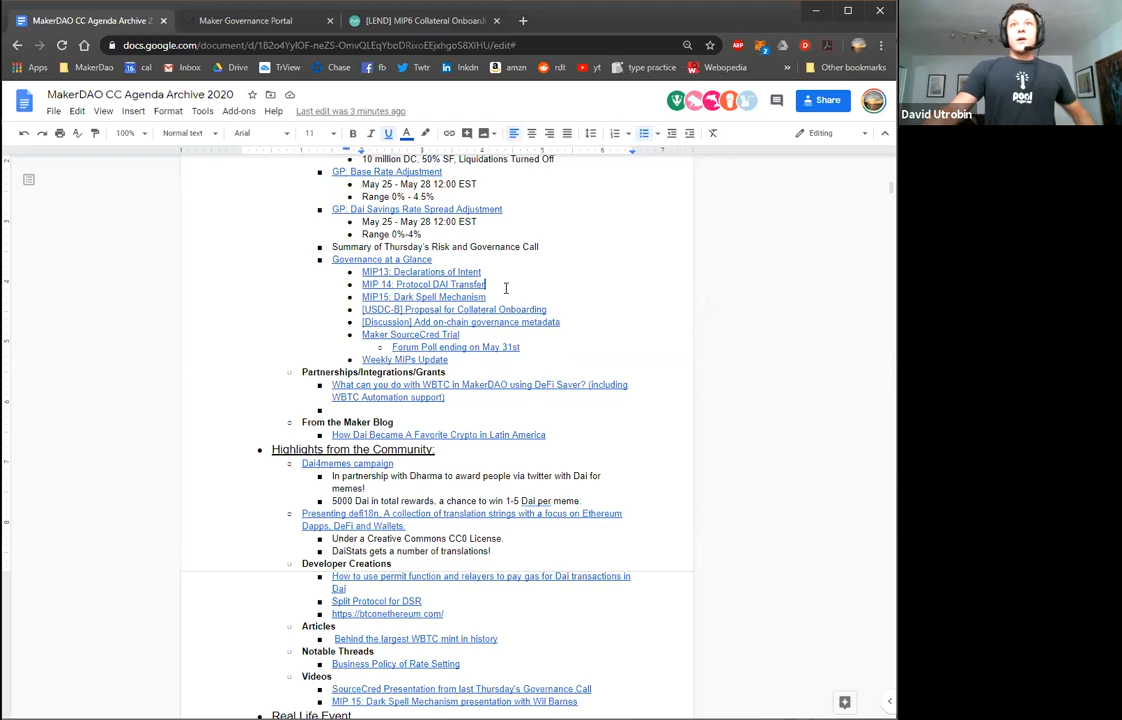 MakerDAO CC Agenda Archive 2
Maker Governance Portal
[LEND] MIP6 Collateral Onboardi
docs.google.com/document/d/1B2o4YyIOF-neZS-OmvQLEqYboDRixoEEjxhgoS8XIHU/edit#
ABP
Apps
MakerDao
cal
Inbox
Drive
TrView
Chase
fb
Twtr
lnkdn
amzn
rdt
yt
type practice
Webopedia
Other bookmarks
MakerDAO CC Agenda Archive 2020
File Edit View Insert Format Tools Add-ons Help
Last edit was 3 minutes ago
Share
100% Normal text Arial 11 Editing
10 million DC, 50% SF, Liquidations Turned Off
GP: Base Rate Adjustment
May 25 - May 28 12:00 EST
Range 0% - 4.5%
GP: Dai Savings Rate Spread Adjustment
May 25 - May 28 12:00 EST
Range 0%-4%
Summary of Thursday's Risk and Governance Call
Governance at a Glance
MIP13: Declarations of Intent
MIP 14: Protocol DAI Transfer
MIP15: Dark Spell Mechanism
[USDC-B] Proposal for Collateral Onboarding
[Discussion] Add on-chain governance metadata
Maker SourceCred Trial
Forum Poll ending on May 31st
Weekly MIPs Update
Partnerships/Integrations/Grants
What can you do with WBTC in MakerDAO using DeFi Saver? (including
WBTC Automation support)
From the Maker Blog
How Dai Became A Favorite Crypto in Latin America
Highlights from the Community:
Dai4memes campaign
In partnership with Dharma to award people via twitter with Dai for
memes!
5000 Dai in total rewards, a chance to win 1-5 Dai per meme.
Presenting defi18n, A collection of translation strings with a focus on Ethereum
Dapps, DeFi and Wallets.
Under a Creative Commons CC0 License.
DaiStats gets a number of translations!
Developer Creations
How to use permit function and relayers to pay gas for Dai transactions in
Dai
Split Protocol for DSR
https://btconethereum.com/
Articles
Behind the largest WBTC mint in history
Notable Threads
Business Policy of Rate Setting
Videos
SourceCred Presentation from last Thursday's Governance Call
MIP 15: Dark Spell Mechanism presentation with Wil Barnes
Real Life Event
David Utrobin
pool